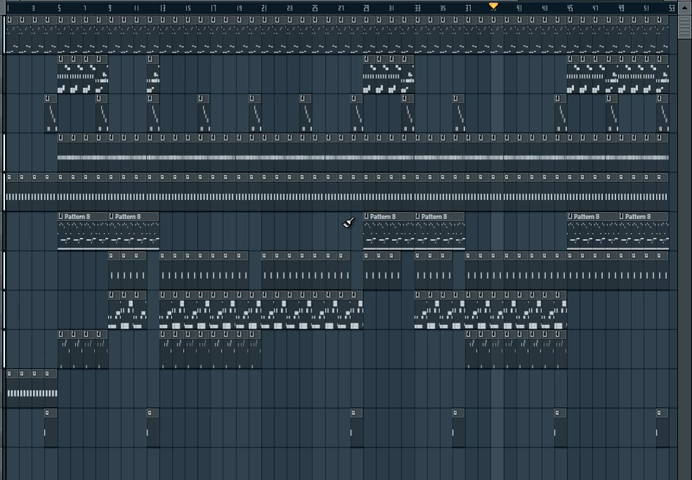 1 3 5 7 9 11 13 15 17 19 21 23 25 27 29 31 33 35 37 41 43 45 47 49 51 53
Pattern 8 Pattern 8 Pattern 8 Pattern 8 Pattern 8 Pattern 8